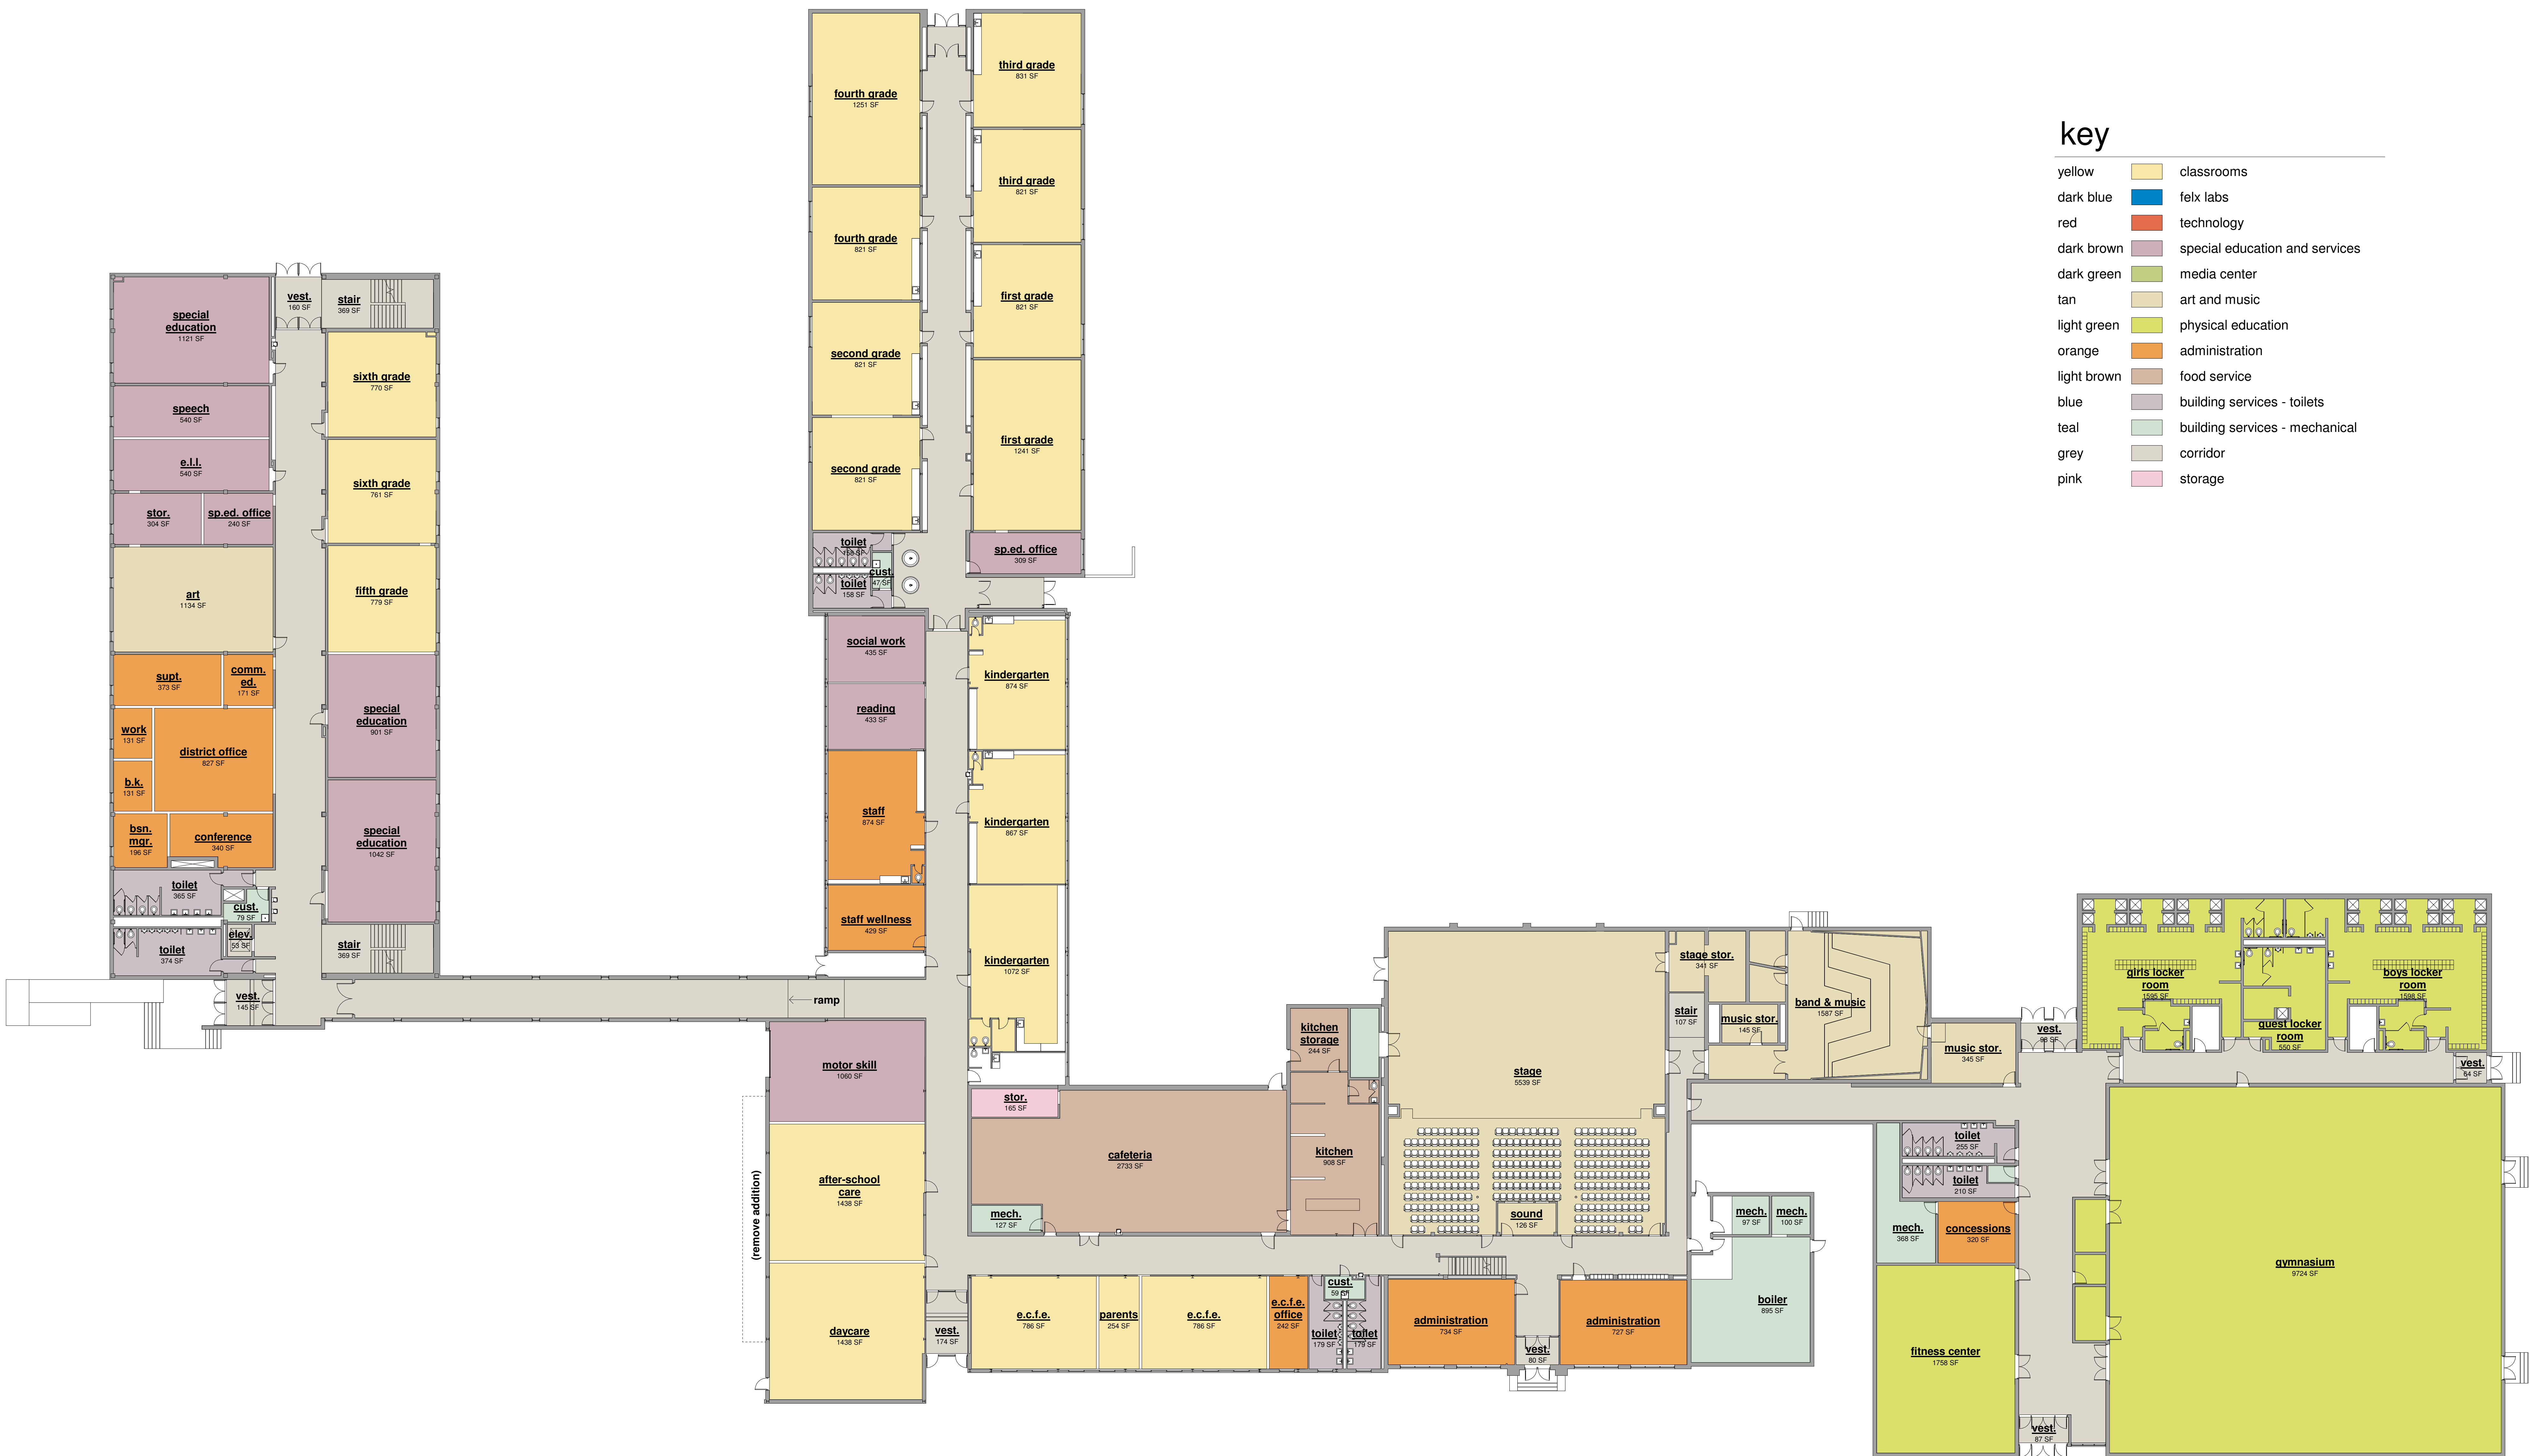 key
yellow classrooms
dark blue felx labs
red technology
dark brown special education and services
dark green media center
tan art and music
light green physical education
orange administration
light brown food service
blue building services - toilets
teal building services - mechanical
grey corridor
pink storage
special
education
1121 SF
vest.
160 SF
stair
369 SF
speech
540 SF
e.l.l.
540 SF
stor.
304 SF
sp.ed. office
240 SF
art
1134 SF
supt.
373 SF
comm.
ed.
171 SF
work
131 SF
district office
827 SF
b.k.
131 SF
bsn.
mgr.
196 SF
conference
340 SF
toilet
365 SF
cust.
79 SF
elev.
55 SF
toilet
374 SF
vest.
145 SF
sixth grade
770 SF
sixth grade
761 SF
fifth grade
779 SF
special
education
901 SF
special
education
1042 SF
stair
369 SF
ramp
fourth grade
1251 SF
third grade
831 SF
third grade
821 SF
fourth grade
821 SF
first grade
821 SF
second grade
821 SF
first grade
1241 SF
second grade
821 SF
toilet
158 SF
cust.
47 SF
toilet
158 SF
sp.ed. office
309 SF
social work
435 SF
reading
433 SF
staff
874 SF
staff wellness
429 SF
kindergarten
874 SF
kindergarten
867 SF
kindergarten
1072 SF
motor skill
1060 SF
after-school
care
1438 SF
daycare
1438 SF
(remove addition)
vest.
174 SF
stor.
165 SF
cafeteria
2733 SF
mech.
127 SF
kitchen
storage
244 SF
kitchen
908 SF
e.c.f.e.
786 SF
parents
254 SF
e.c.f.e.
786 SF
e.c.f.e.
office
242 SF
cust.
59 SF
toilet
179 SF
toilet
179 SF
stage
5539 SF
sound
126 SF
administration
734 SF
vest.
80 SF
administration
727 SF
stage stor.
341 SF
stair
107 SF
music stor.
145 SF
band & music
1587 SF
music stor.
345 SF
mech.
97 SF
mech.
100 SF
boiler
895 SF
vest.
98 SF
girls locker
room
1595 SF
guest locker
room
550 SF
boys locker
room
1598 SF
vest.
64 SF
toilet
255 SF
toilet
210 SF
mech.
368 SF
concessions
320 SF
fitness center
1758 SF
gymnasium
9724 SF
vest.
87 SF